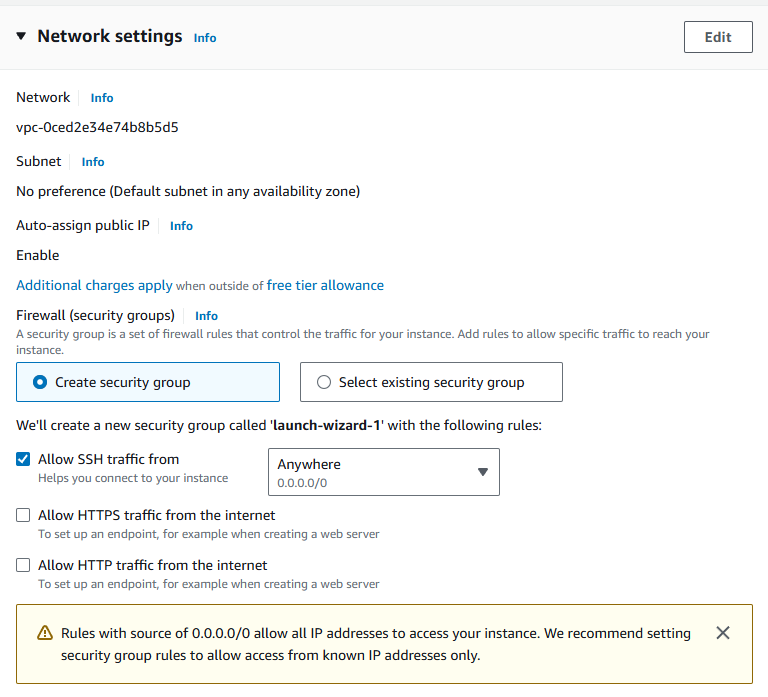 Network settings Info
Edit
Network Info
vpc-0ced2e34e74b8b5d5
Subnet Info
No preference (Default subnet in any availability zone)
Auto-assign public IP Info
Enable
Additional charges apply when outside of free tier allowance
Firewall (security groups) Info
A security group is a set of firewall rules that control the traffic for your instance. Add rules to allow specific traffic to reach your
instance.
Create security group
Select existing security group
We'll create a new security group called 'launch-wizard-1' with the following rules:
Allow SSH traffic from
Helps you connect to your instance
Anywhere
0.0.0.0/0
Allow HTTPS traffic from the internet
To set up an endpoint, for example when creating a web server
Allow HTTP traffic from the internet
To set up an endpoint, for example when creating a web server
Rules with source of 0.0.0.0/0 allow all IP addresses to access your instance. We recommend setting
security group rules to allow access from known IP addresses only.